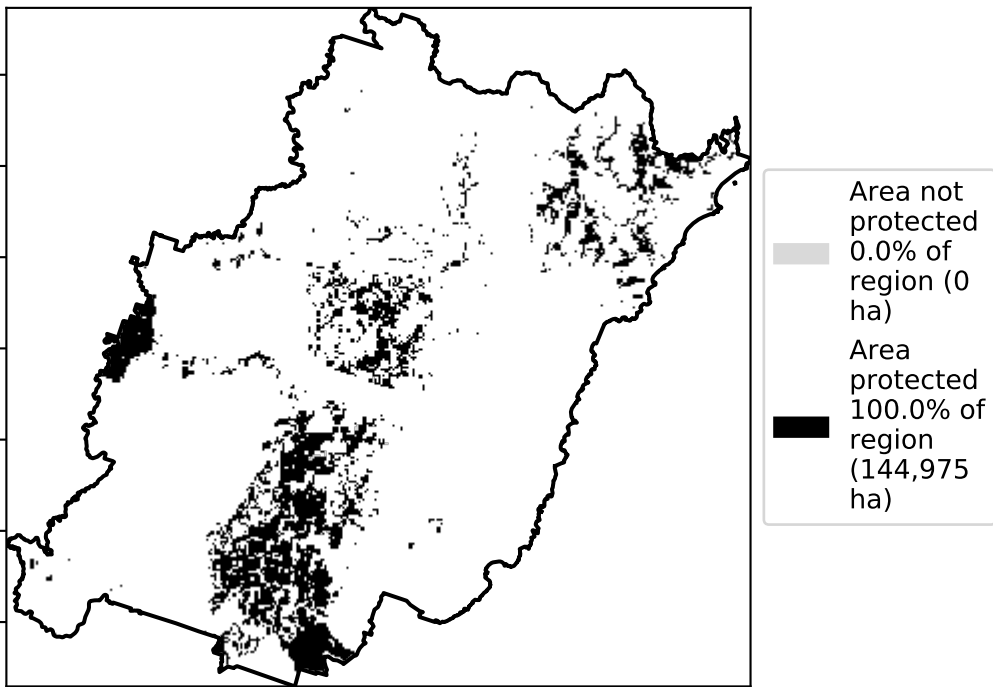 Area not
protected
0.0% of
region (0
ha)
Area
protected
100.0% of
region
(144,975
ha)